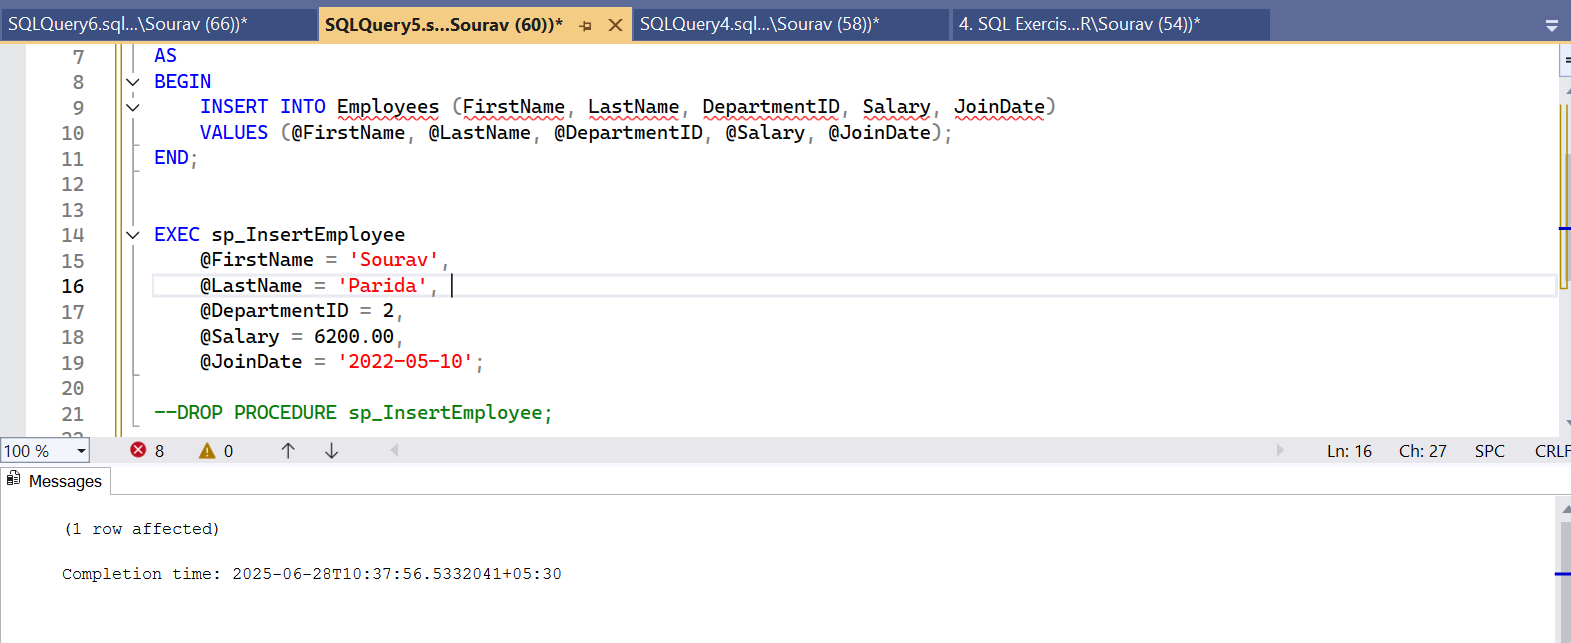 SQLQuery6.sql...\Sourav (66))*
SQLQuery5.s...Sourav (60))*
SQLQuery4.sql...\Sourav (58))*
4. SQL Exercis...R\Sourav (54))*
7 AS
8 BEGIN
9 INSERT INTO Employees (FirstName, LastName, DepartmentID, Salary, JoinDate)
10 VALUES (@FirstName, @LastName, @DepartmentID, @Salary, @JoinDate);
11 END;
12
13
14 EXEC sp_InsertEmployee
15 @FirstName = 'Sourav',
16 @LastName = 'Parida',
17 @DepartmentID = 2,
18 @Salary = 6200.00,
19 @JoinDate = '2022-05-10';
20
21 --DROP PROCEDURE sp_InsertEmployee;
100 % 8 0 Ln: 16 Ch: 27 SPC CRLF
Messages
(1 row affected)
Completion time: 2025-06-28T10:37:56.5332041+05:30